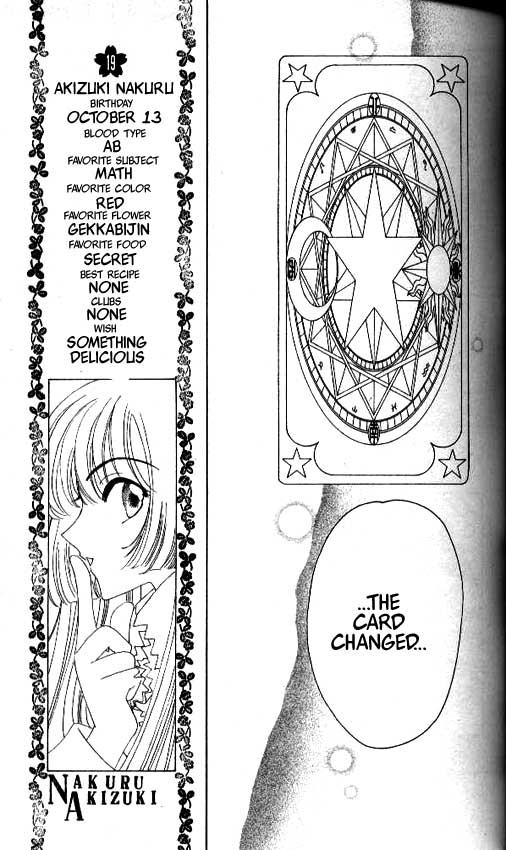 19
AKIZUKI NAKURU
BIRTHDAY
OCTOBER 13
BLOOD TYPE
AB
FAVORITE SUBJECT
MATH
FAVORITE COLOR
RED
FAVORITE FLOWER
GEKKABIJIN
FAVORITE FOOD
SECRET
BEST RECIPE
NONE
CLUBS
NONE
WISH
SOMETHING
DELICIOUS
NAKURU
AKIZUKI
...THE
CARD
CHANGED...